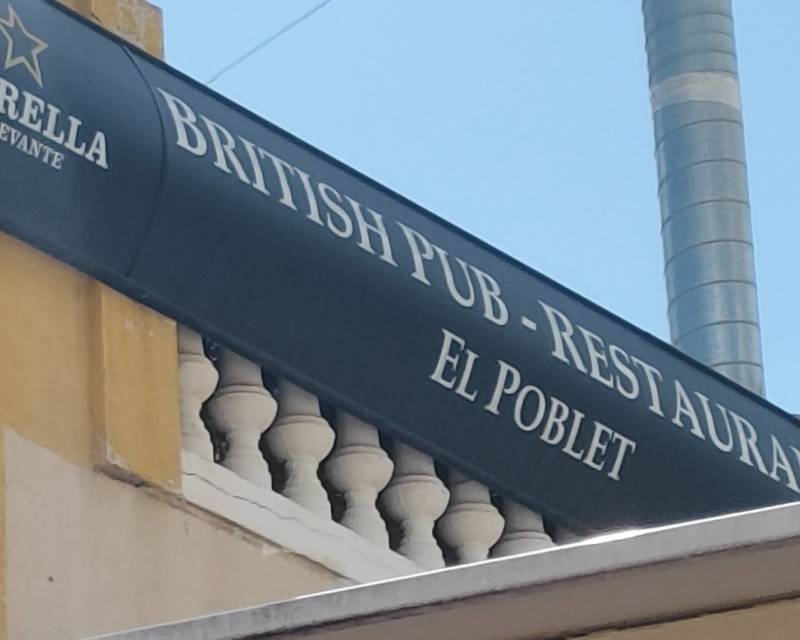 RELLA
EVANTE
BRITISH PUB - RESTAURA
EL POBLET